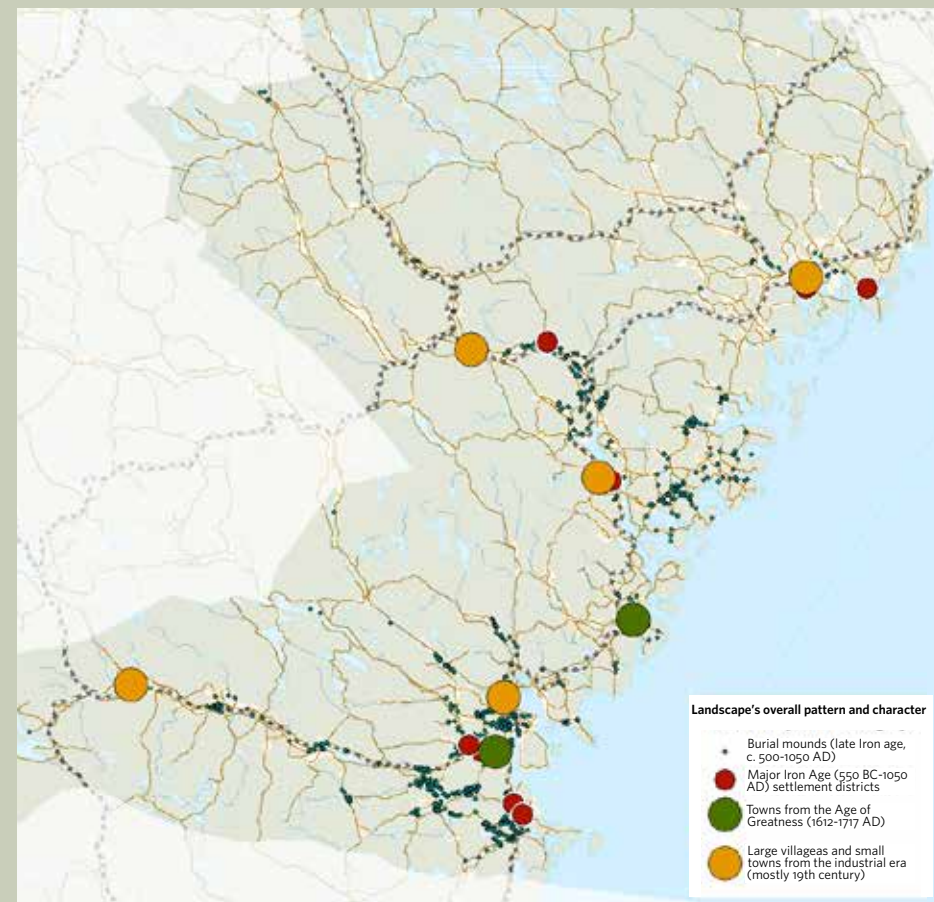 Landscape's overall pattern and character
Burial mounds (late Iron age,
c. 500-1050 AD)
Major Iron Age (550 BC-1050
AD) settlement districts
Towns from the Age of
Greatness (1612-1717 AD)
Large villageas and small
towns from the industrial era
(mostly 19th century)